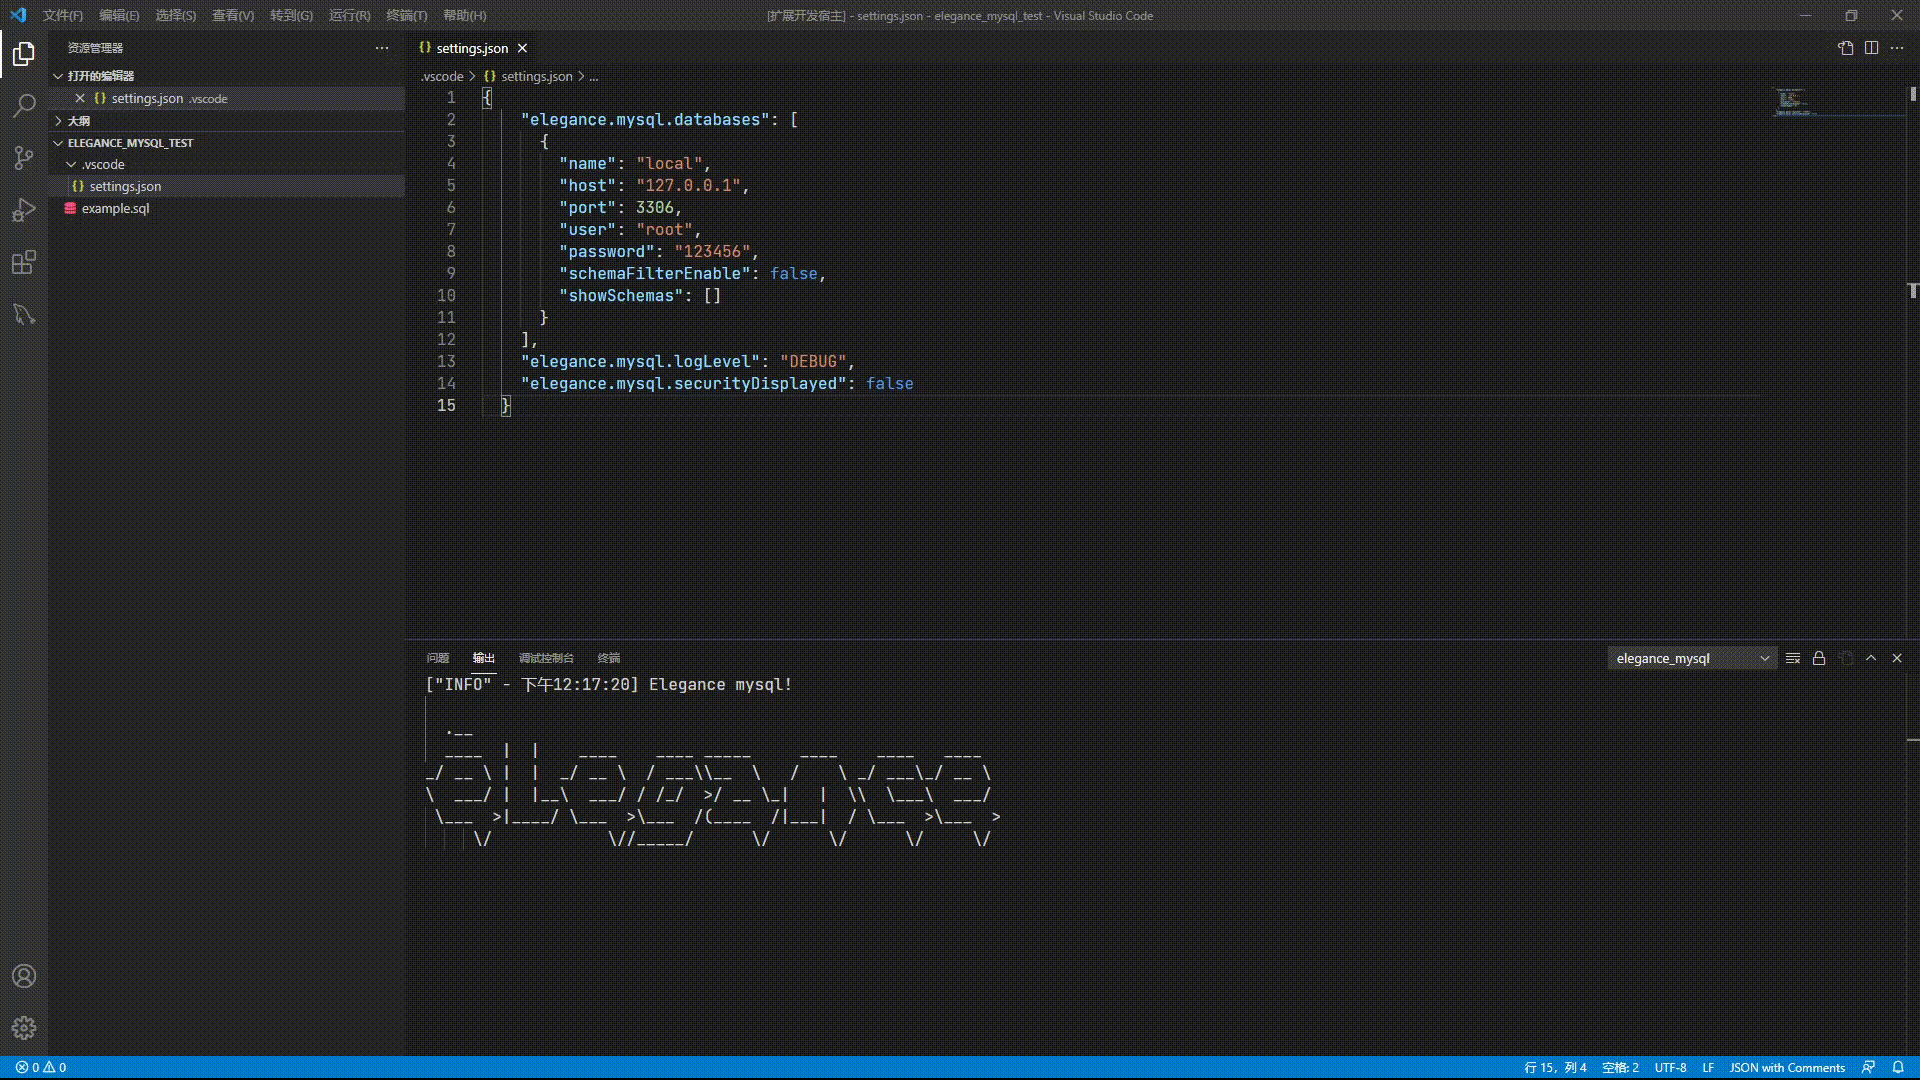 文件(F) 编辑(E) 选择(S) 查看(V) 转到(G) 运行(R) 终端(T) 帮助(H)
[扩展开发宿主] - settings.json - elegance_mysql_test - Visual Studio Code
资源管理器
打开的编辑器
settings.json .vscode
大纲
ELEGANCE_MYSQL_TEST
.vscode
settings.json
example.sql
settings.json
.vscode > settings.json > ...
1 {
2 "elegance.mysql.databases": [
3 {
4 "name": "local",
5 "host": "127.0.0.1",
6 "port": 3306,
7 "user": "root",
8 "password": "123456",
9 "schemaFilterEnable": false,
10 "showSchemas": []
11 }
12 ],
13 "elegance.mysql.logLevel": "DEBUG",
14 "elegance.mysql.securityDisplayed": false
15 }
问题 输出 调试控制台 终端
elegance_mysql
["INFO" - 下午12:17:20] Elegance mysql!
elegance
0 0
行 15，列 4 空格: 2 UTF-8 LF JSON with Comments